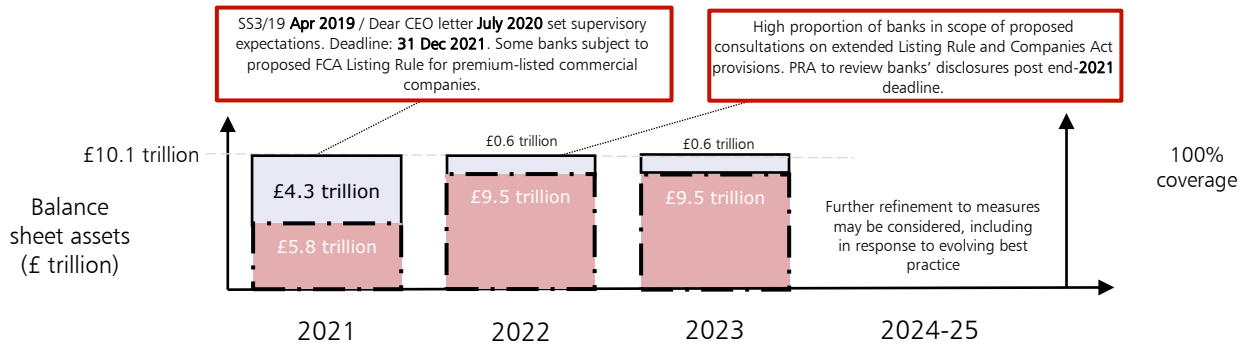 SS3/19 Apr 2019 / Dear CEO letter July 2020 set supervisory
expectations. Deadline: 31 Dec 2021. Some banks subject to
proposed FCA Listing Rule for premium-listed commercial
companies.
High proportion of banks in scope of proposed
consultations on extended Listing Rule and Companies Act
provisions. PRA to review banks' disclosures post end-2021
deadline.
£10.1 trillion
£0.6 trillion
£0.6 trillion
100%
coverage
£4.3 trillion
£9.5 trillion
£9.5 trillion
Balance
sheet assets
(£ trillion)
£5.8 trillion
Further refinement to measures
may be considered, including
in response to evolving best
practice
2021
2022
2023
2024-25